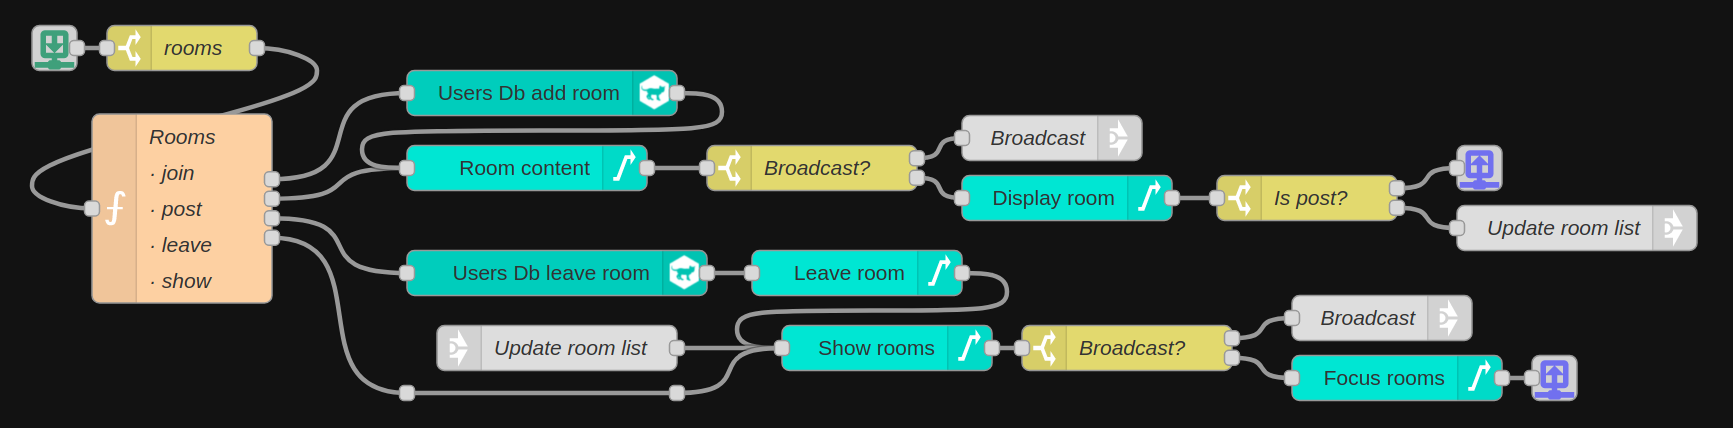 rooms
Rooms
· join
· post
· leave
· show
Users Db add room
Room content
Broadcast?
Broadcast
Display room
Is post?
Update room list
Users Db leave room
Leave room
Update room list
Show rooms
Broadcast?
Broadcast
Focus rooms